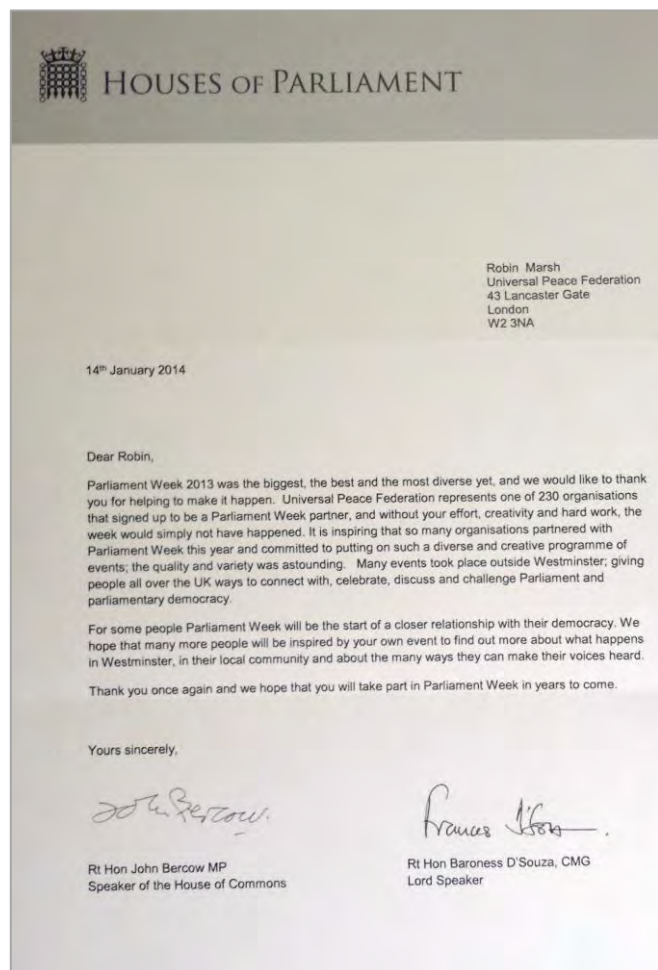 HOUSES OF PARLIAMENT
Robin Marsh
Universal Peace Federation
43 Lancaster Gate
London
W2 3NA
14th January 2014
Dear Robin,
Parliament Week 2013 was the biggest, the best and the most diverse yet, and we would like to thank
you for helping to make it happen. Universal Peace Federation represents one of 230 organisations
that signed up to be a Parliament Week partner, and without your effort, creativity and hard work, the
week would simply not have happened. It is inspiring that so many organisations partnered with
Parliament Week this year and committed to putting on such a diverse and creative programme of
events; the quality and variety was astounding. Many events took place outside Westminster; giving
people all over the UK ways to connect with, celebrate, discuss and challenge Parliament and
parliamentary democracy.
For some people Parliament Week will be the start of a closer relationship with their democracy. We
hope that many more people will be inspired by your own event to find out more about what happens
in Westminster, in their local community and about the many ways they can make their voices heard.
Thank you once again and we hope that you will take part in Parliament Week in years to come.
Yours sincerely,
John Bercow.
Frances D'Souza.
Rt Hon John Bercow MP
Speaker of the House of Commons
Rt Hon Baroness D'Souza, CMG
Lord Speaker